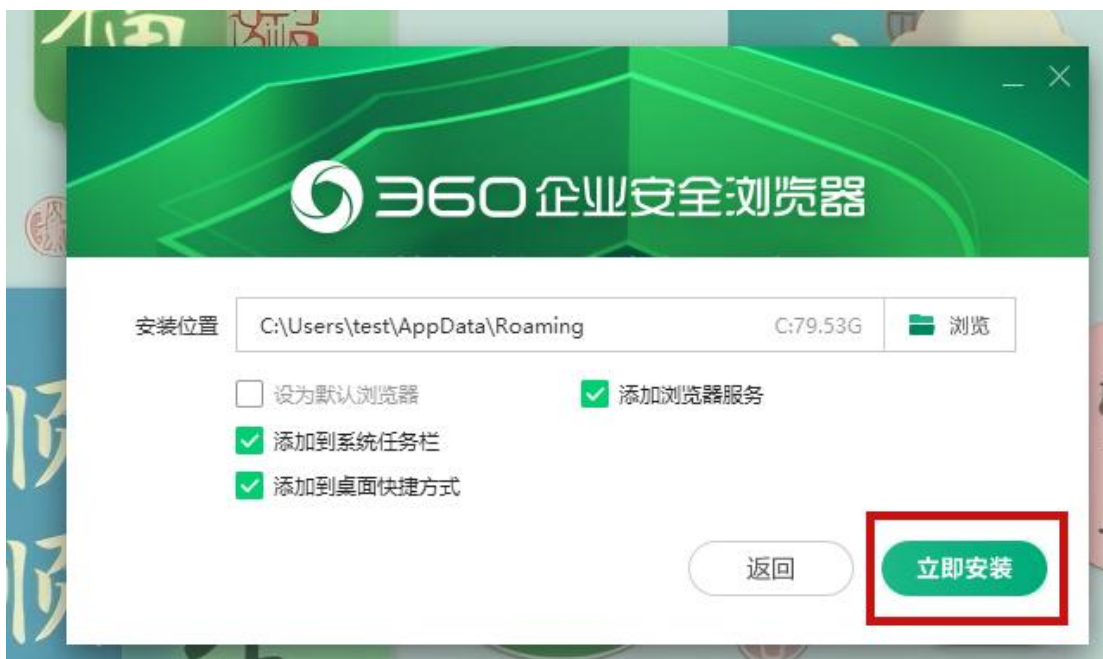 福
360企业安全浏览器
安装位置 C:\Users\test\AppData\Roaming C:79.53G 浏览
设为默认浏览器 添加浏览器服务
添加到系统任务栏
添加到桌面快捷方式
返回 立即安装
顺
顺